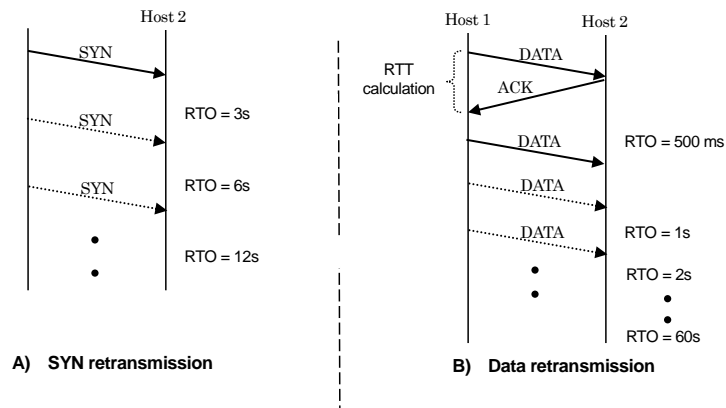 Host 2
SYN
SYN
RTO = 3s
SYN
RTO = 6s
RTO = 12s
A) SYN retransmission
Host 1
Host 2
RTT
calculation
DATA
ACK
DATA
RTO = 500 ms
DATA
DATA
RTO = 1s
RTO = 2s
RTO = 60s
B) Data retransmission